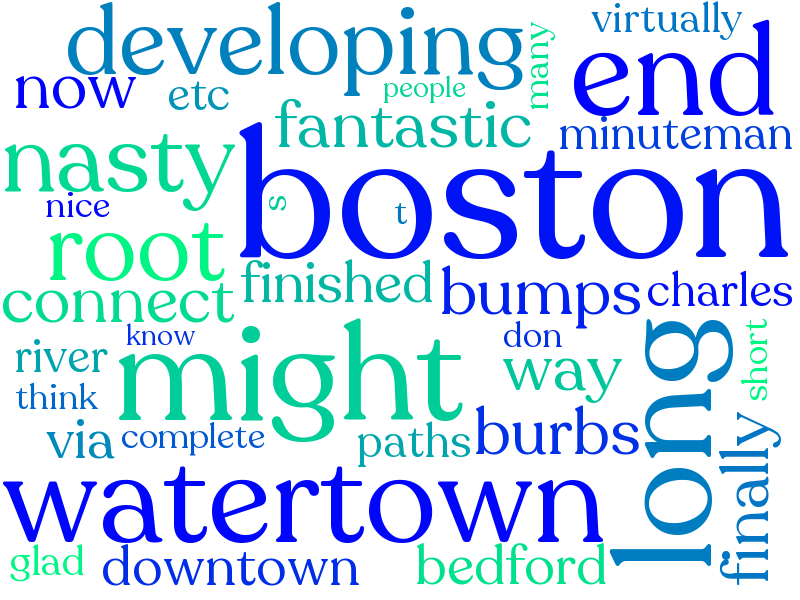 developing
virtually
many
end
now
etc
people
fantastic
minuteman
nasty
boston
s
t
nice
root
connect
finished
bumps
charles
know
don
river
might
way
long
short
think
via
complete
paths
burbs
finally
watertown
glad
downtown
bedford